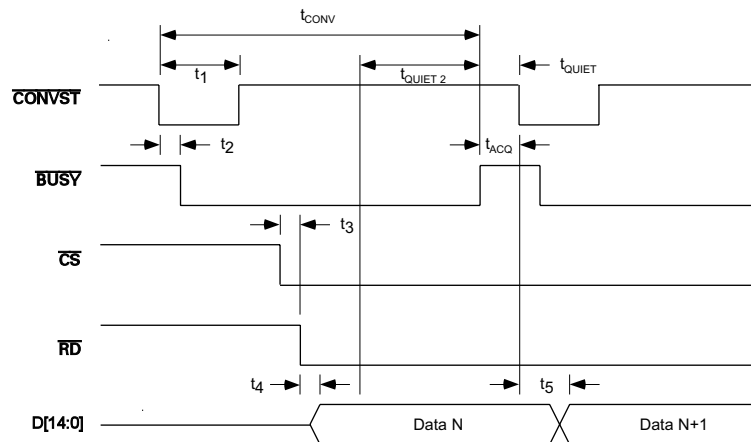 tCONV
t1
tQUIET 2
tQUIET
CONVST
t2
tACQ
BUSY
t3
CS
RD
t4
t5
D[14:0]
Data N
Data N+1